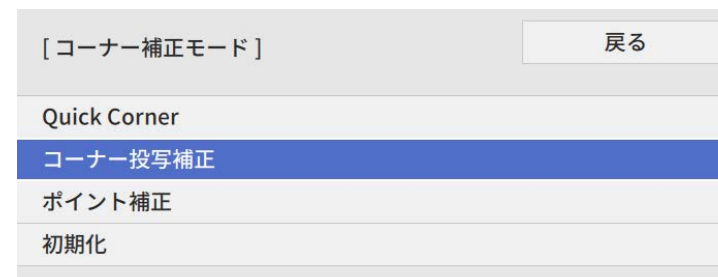 [ コーナー補正モード ]
戻る
Quick Corner
コーナー投写補正
ポイント補正
初期化